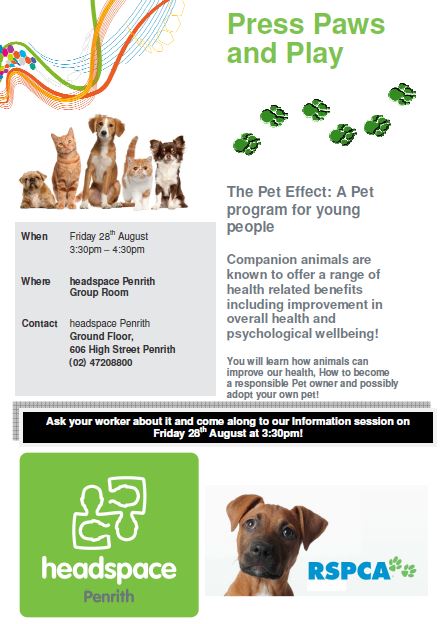 Press Paws
and Play
The Pet Effect: A Pet
program for young
people
When Friday 28th August
3:30pm – 4:30pm
Where headspace Penrith
Group Room
Contact headspace Penrith
Ground Floor,
606 High Street Penrith
(02) 47208800
Companion animals are
known to offer a range of
health related benefits
including improvement in
overall health and
psychological wellbeing!
You will learn how animals can
improve our health, How to become
a responsible Pet owner and possibly
adopt your own pet!
Ask your worker about it and come along to our Information session on
Friday 28th August at 3:30pm!
headspace
Penrith
RSPCA